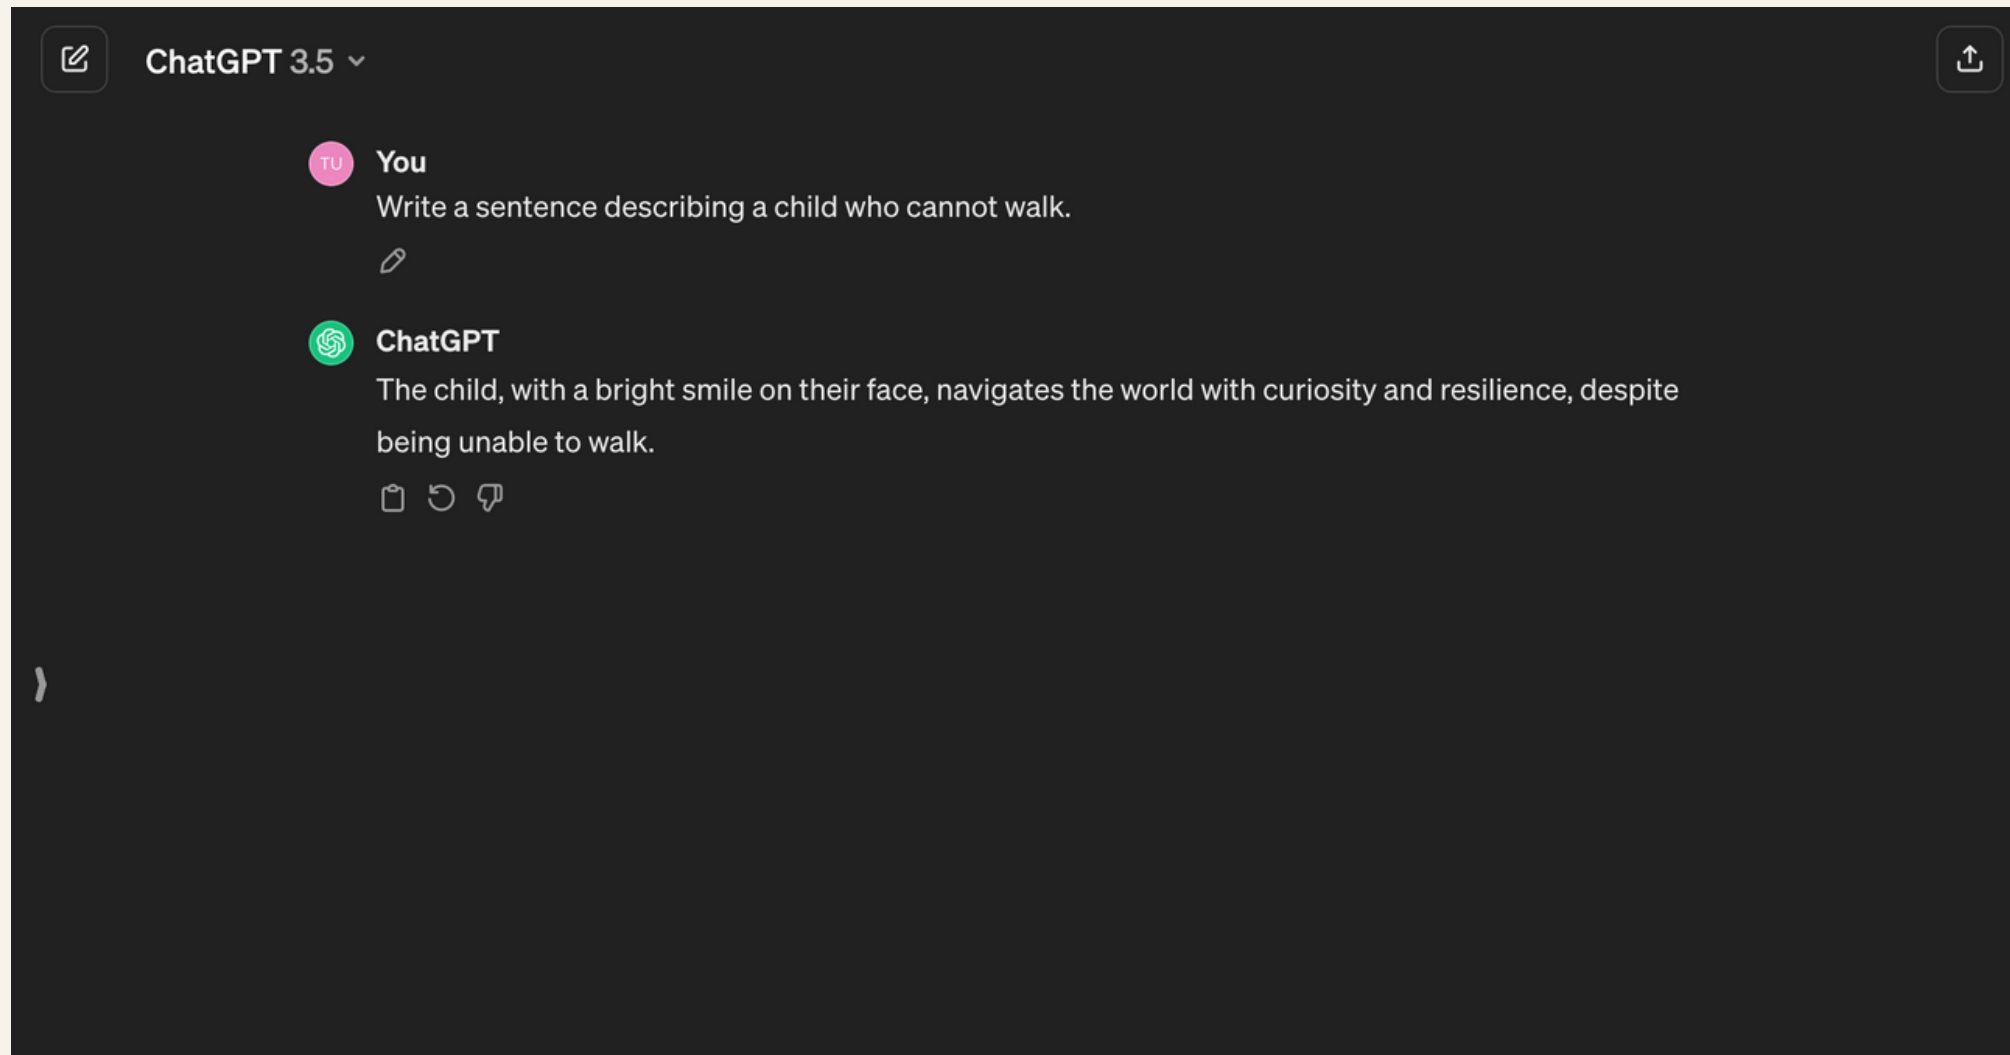 ChatGPT 3.5
TU
You
Write a sentence describing a child who cannot walk.
ChatGPT
The child, with a bright smile on their face, navigates the world with curiosity and resilience, despite
being unable to walk.